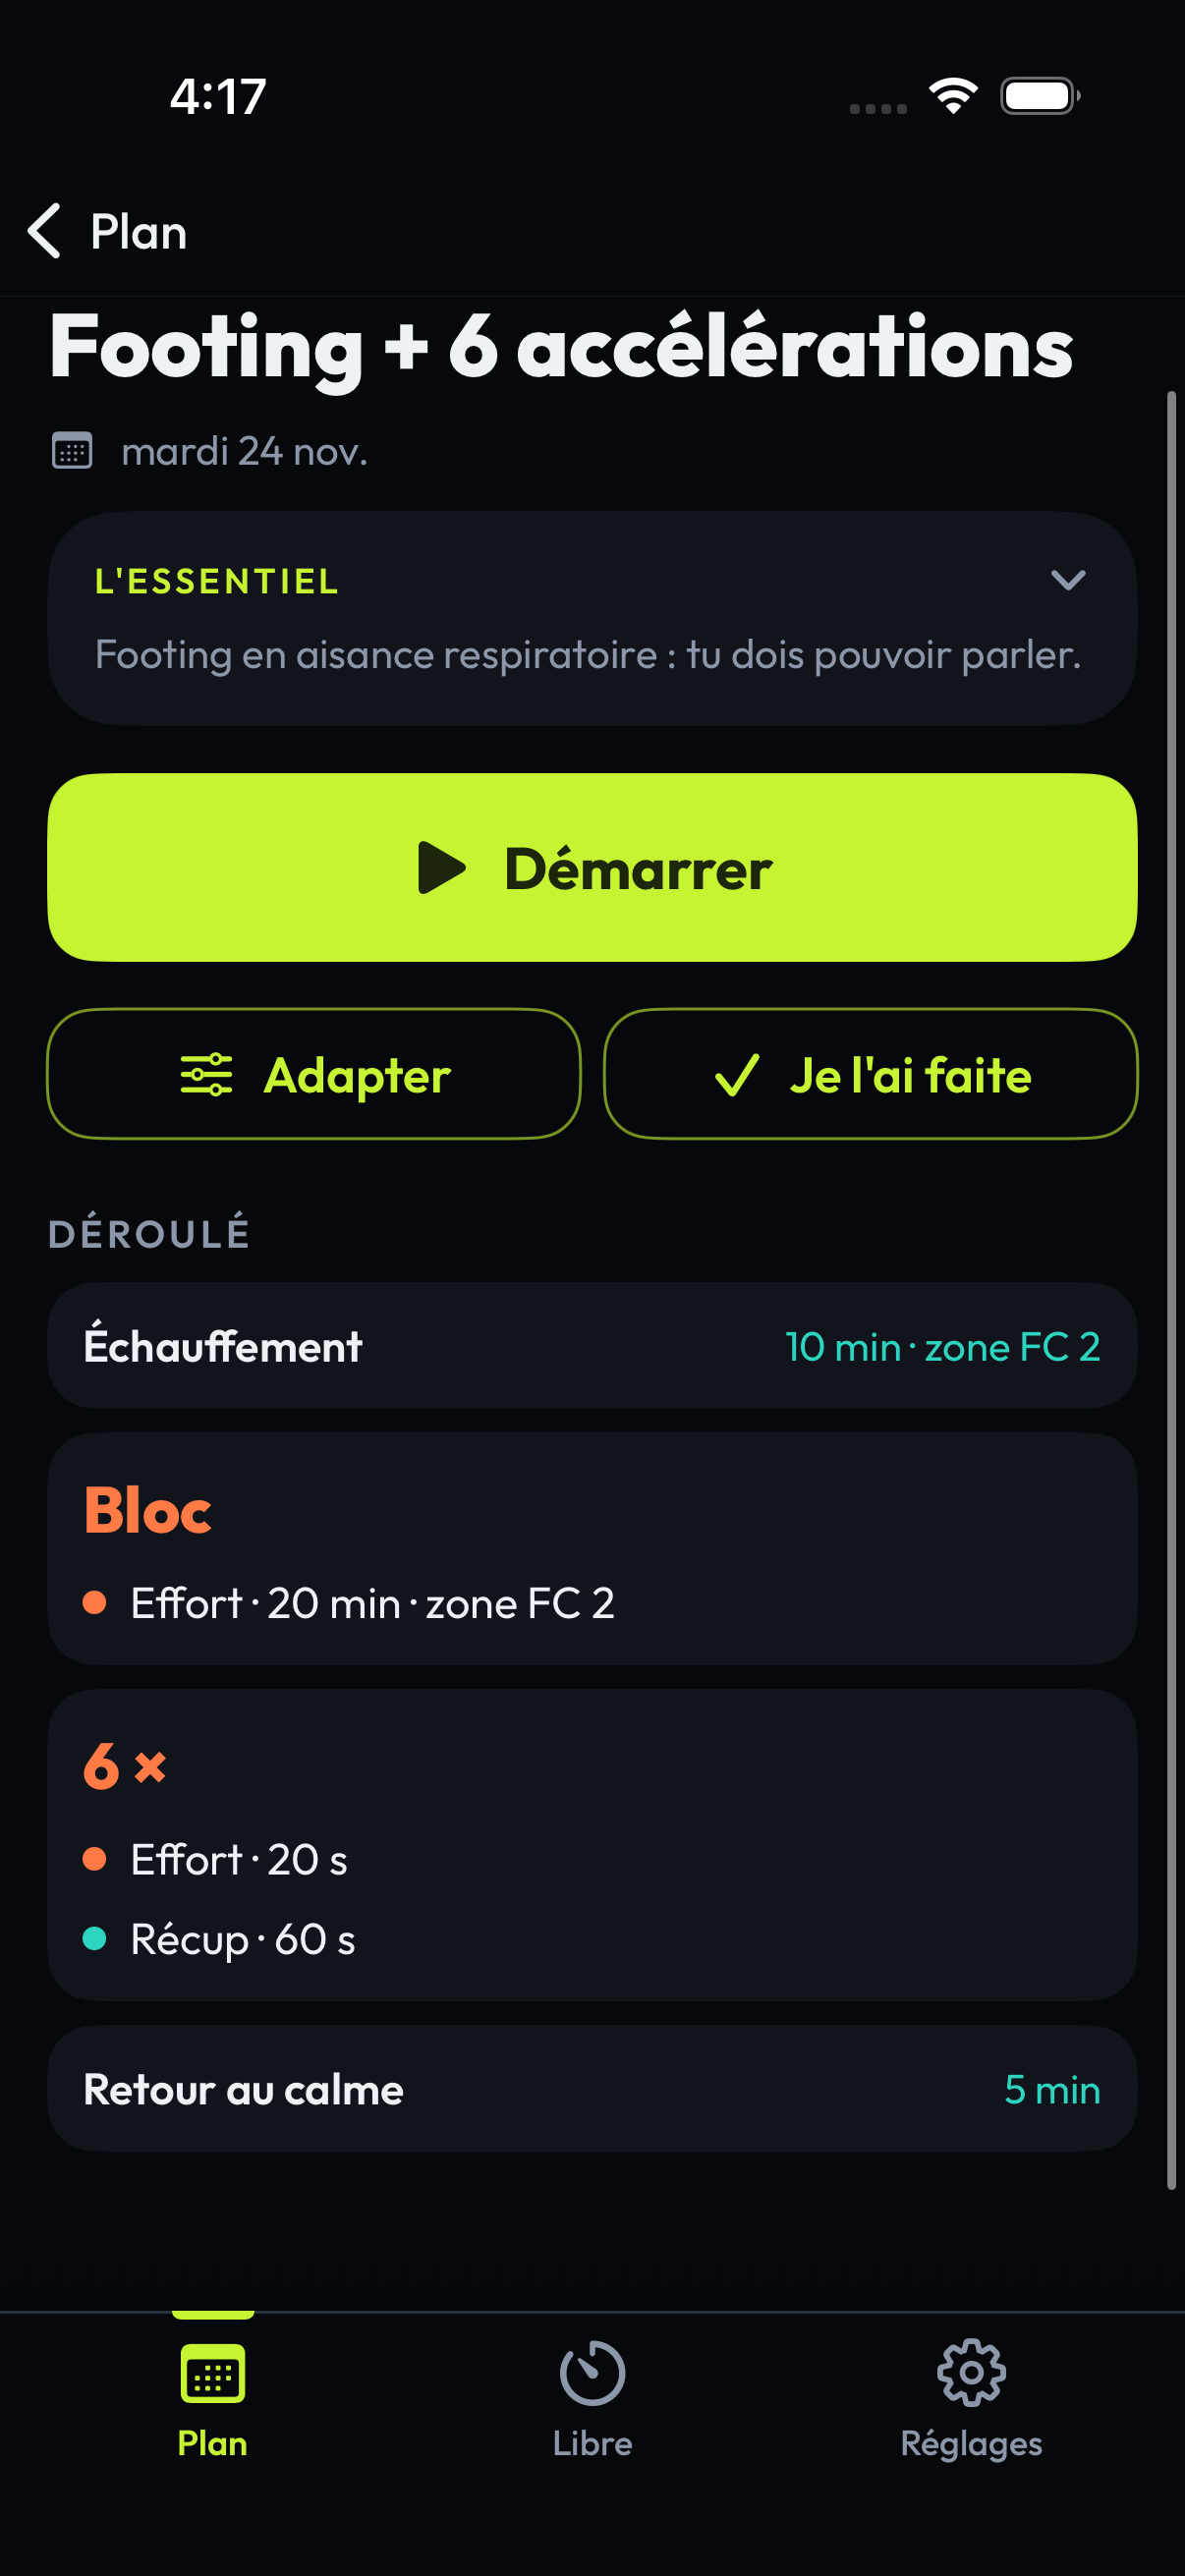 4:17
Plan
Footing + 6 accélérations
mardi 24 nov.
L'ESSENTIEL
Footing en aisance respiratoire : tu dois pouvoir parler.
Démarrer
Adapter
Je l'ai faite
DÉROULÉ
Échauffement
10 min · zone FC 2
Bloc
Effort · 20 min · zone FC 2
6 ×
Effort · 20 s
Récup · 60 s
Retour au calme
5 min
Plan
Libre
Réglages